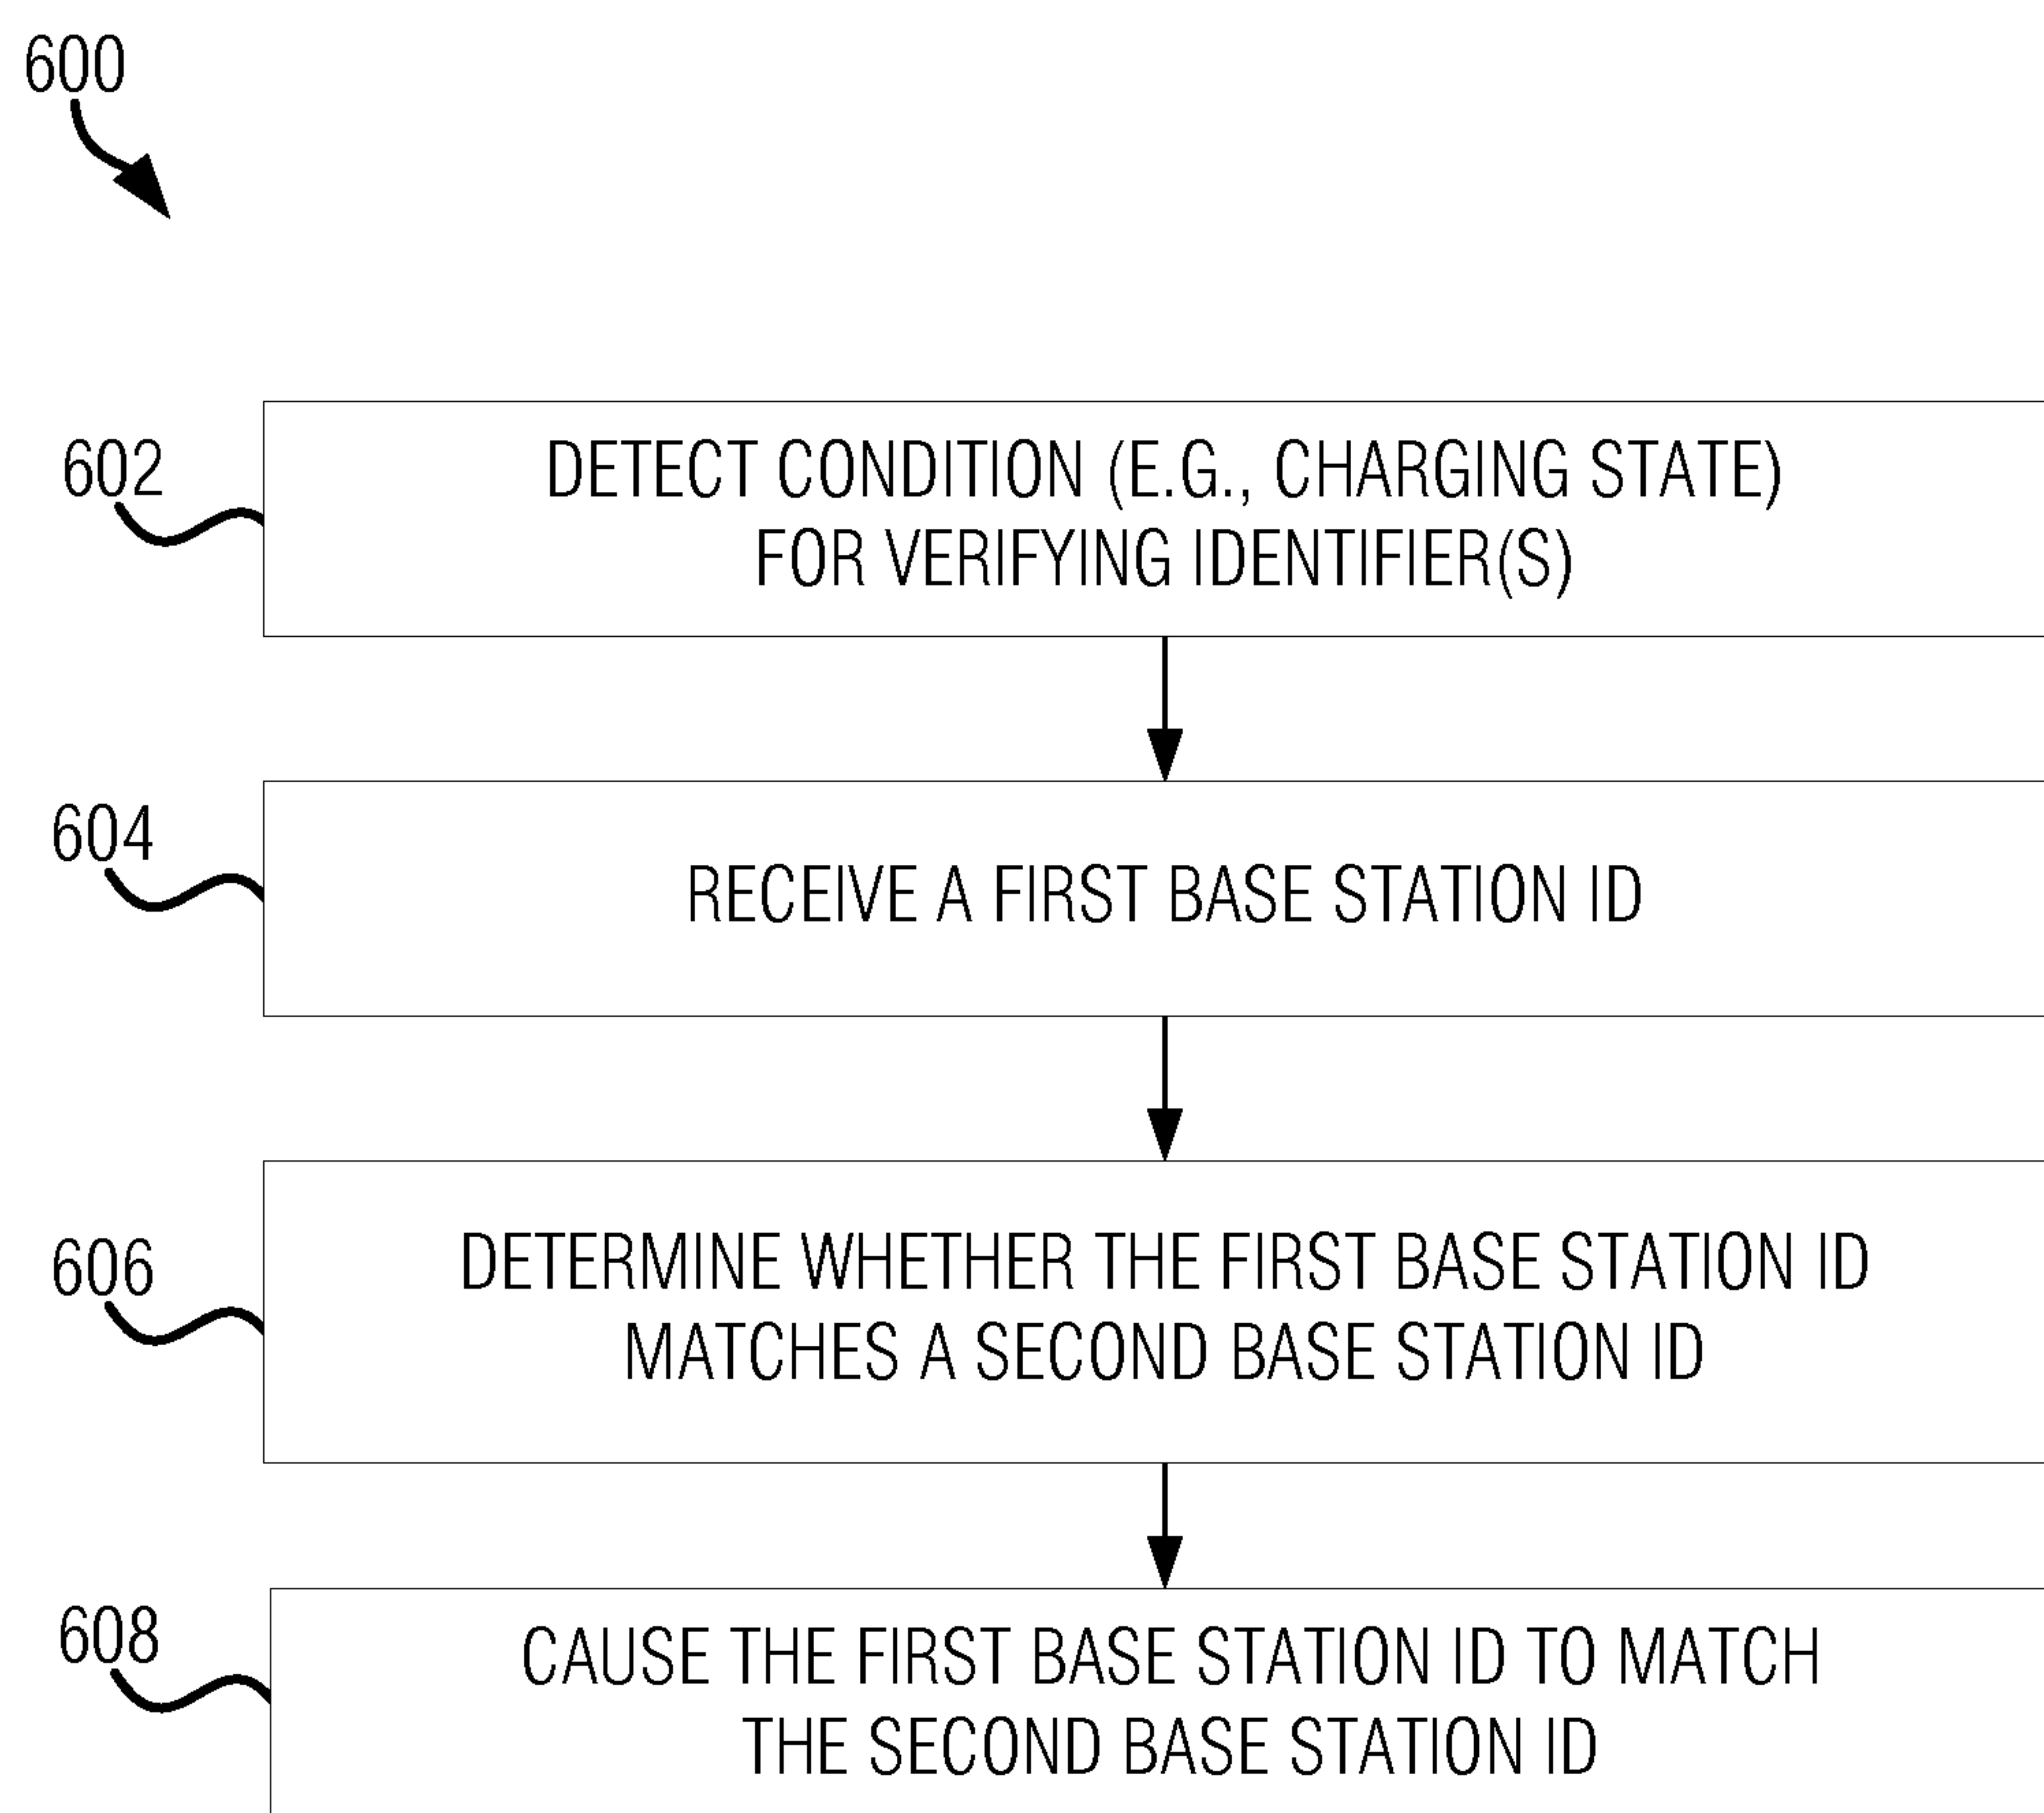 600
602
DETECT CONDITION (E.G., CHARGING STATE)
FOR VERIFYING IDENTIFIER(S)
604
RECEIVE A FIRST BASE STATION ID
606
DETERMINE WHETHER THE FIRST BASE STATION ID
MATCHES A SECOND BASE STATION ID
608
CAUSE THE FIRST BASE STATION ID TO MATCH
THE SECOND BASE STATION ID